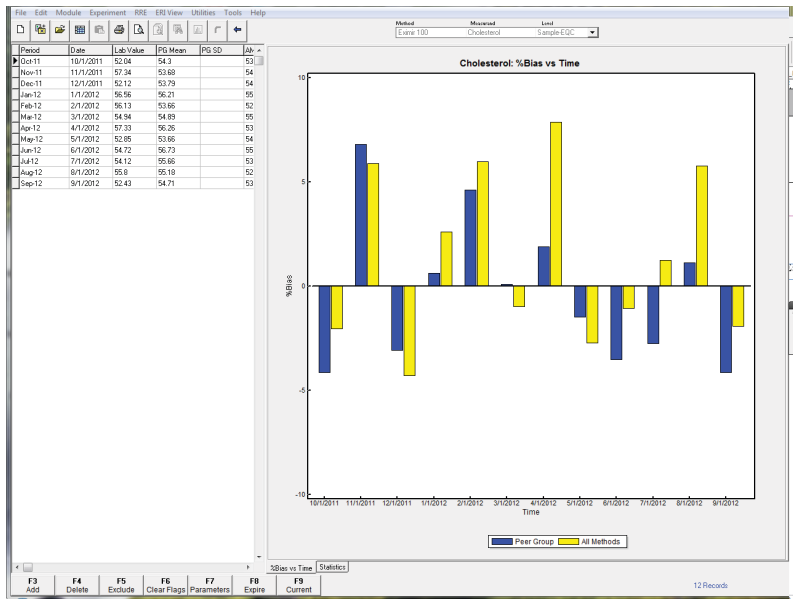 File Edit Module Experiment RRE ERI View Utilities Tools Help
Method Measurand Level
Eximir 100 Cholesterol Sample-EQC
Period Date Lab Value PG Mean PG SD
Oct-11 10/1/2011 52.04 54.3 53
Nov-11 11/1/2011 57.34 53.68 54
Dec-11 12/1/2011 52.12 53.79 54
Jan-12 1/1/2012 56.56 56.21 55
Feb-12 2/1/2012 56.13 53.66 52
Mar-12 3/1/2012 54.94 54.89 55
Apr-12 4/1/2012 57.33 56.26 53
May-12 5/1/2012 52.85 53.66 54
Jun-12 6/1/2012 54.72 56.73 55
Jul-12 7/1/2012 54.12 55.66 53
Aug-12 8/1/2012 55.8 55.18 52
Sep-12 9/1/2012 52.43 54.71 53
Cholesterol: %Bias vs Time
10
5
0
-5
-10
%Bias
10/1/2011 11/1/2011 12/1/2011 1/1/2012 2/1/2012 3/1/2012 4/1/2012 5/1/2012 6/1/2012 7/1/2012 8/1/2012 9/1/2012
Time
Peer Group All Methods
%Bias vs Time Statistics
F3 F4 F5 F6 F7 F8 F9
Add Delete Exclude Clear Flags Parameters Expire Current
12 Records